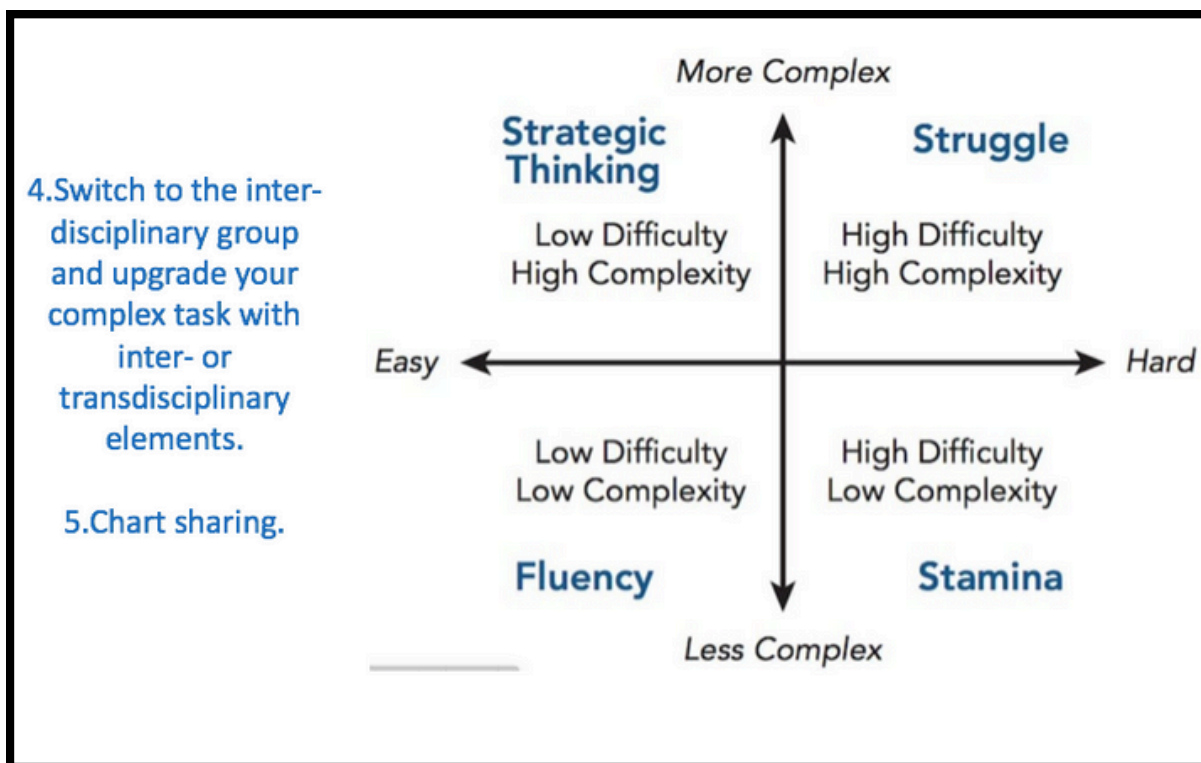 4.Switch to the inter-
disciplinary group
and upgrade your
complex task with
inter- or
transdisciplinary
elements.
5.Chart sharing.
More Complex
Strategic
Thinking
Low Difficulty
High Complexity
Struggle
High Difficulty
High Complexity
Easy
Hard
Low Difficulty
Low Complexity
Fluency
High Difficulty
Low Complexity
Stamina
Less Complex